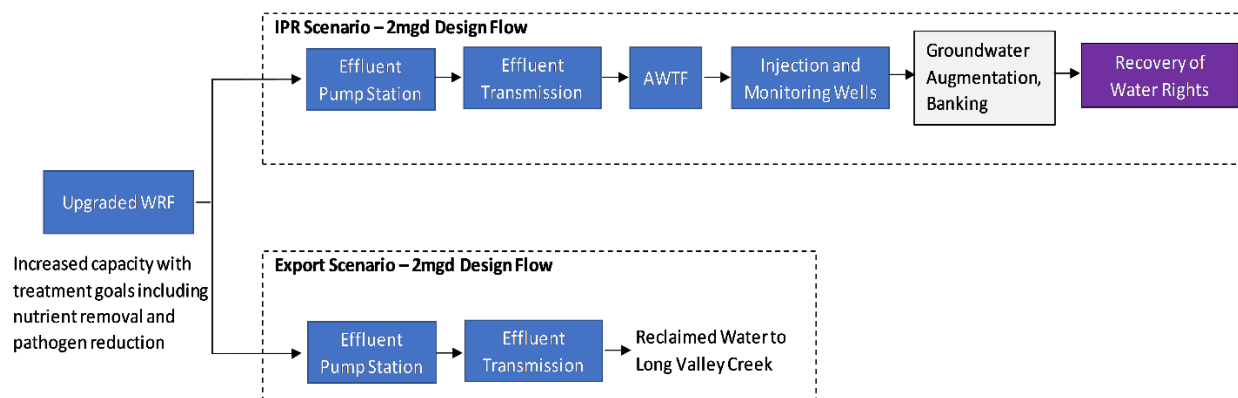 IPR Scenario – 2mgd Design Flow
Effluent
Pump Station
Effluent
Transmission
AWTF
Injection and
Monitoring Wells
Groundwater
Augmentation,
Banking
Recovery of
Water Rights
Upgraded WRF
Increased capacity with
treatment goals including
nutrient removal and
pathogen reduction
Export Scenario – 2mgd Design Flow
Effluent
Pump Station
Effluent
Transmission
Reclaimed Water to
Long Valley Creek